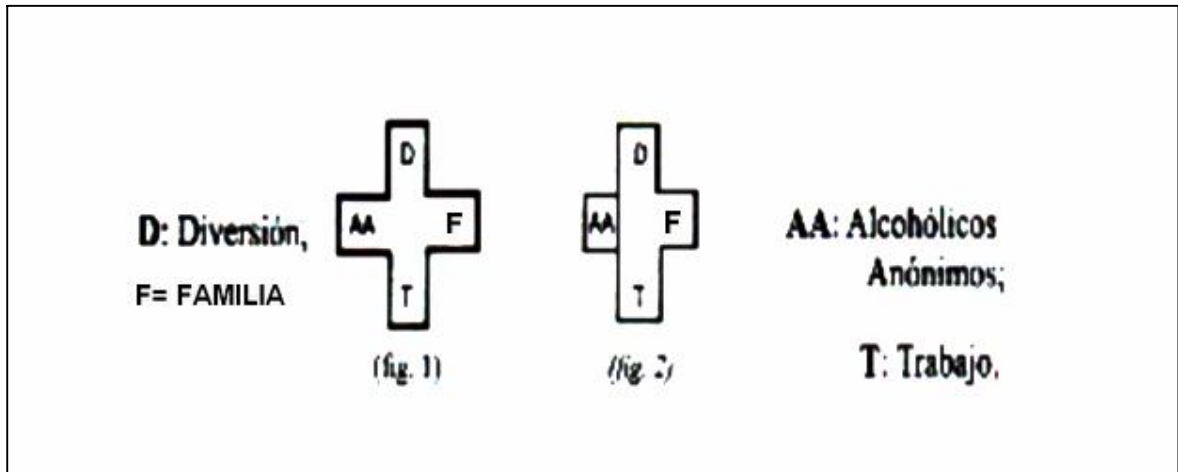 D: Diversión,
F= FAMILIA
D
AA F
T
(fig. 1)
D
AA F
T
(fig. 2)
AA: Alcohólicos
Anónimos;
T: Trabajo.